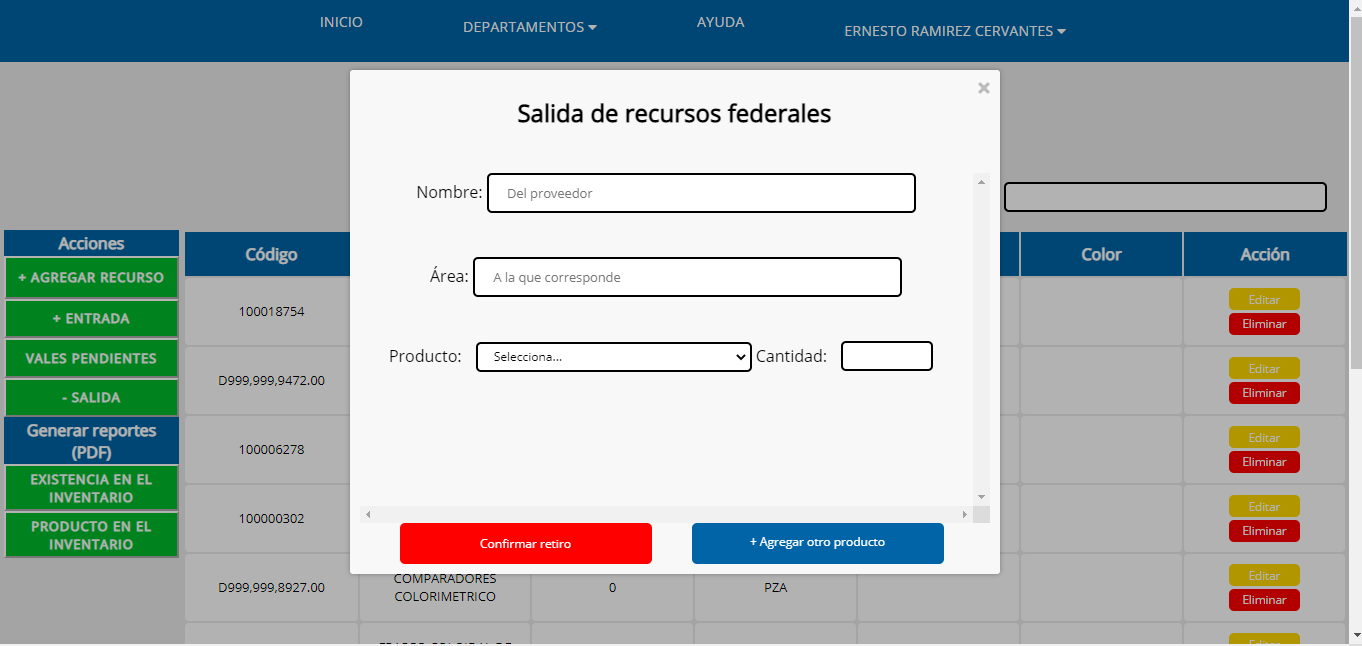 INICIO
DEPARTAMENTOS
AYUDA
ERNESTO RAMIREZ CERVANTES
×
Salida de recursos federales
Nombre: Del proveedor
Área: A la que corresponde
Producto: Selecciona... Cantidad:
Confirmar retiro
+ Agregar otro producto
Acciones
+ AGREGAR RECURSO
+ ENTRADA
VALES PENDIENTES
- SALIDA
Generar reportes
(PDF)
EXISTENCIA EN EL
INVENTARIO
PRODUCTO EN EL
INVENTARIO
Código Color Acción
100018754 Editar
Eliminar
D999,999,9472.00 Editar
Eliminar
100006278 Editar
Eliminar
100000302 Editar
Eliminar
D999,999,8927.00
COMPARADORES
COLORIMETRICO
0
PZA
Editar
Eliminar
Editar